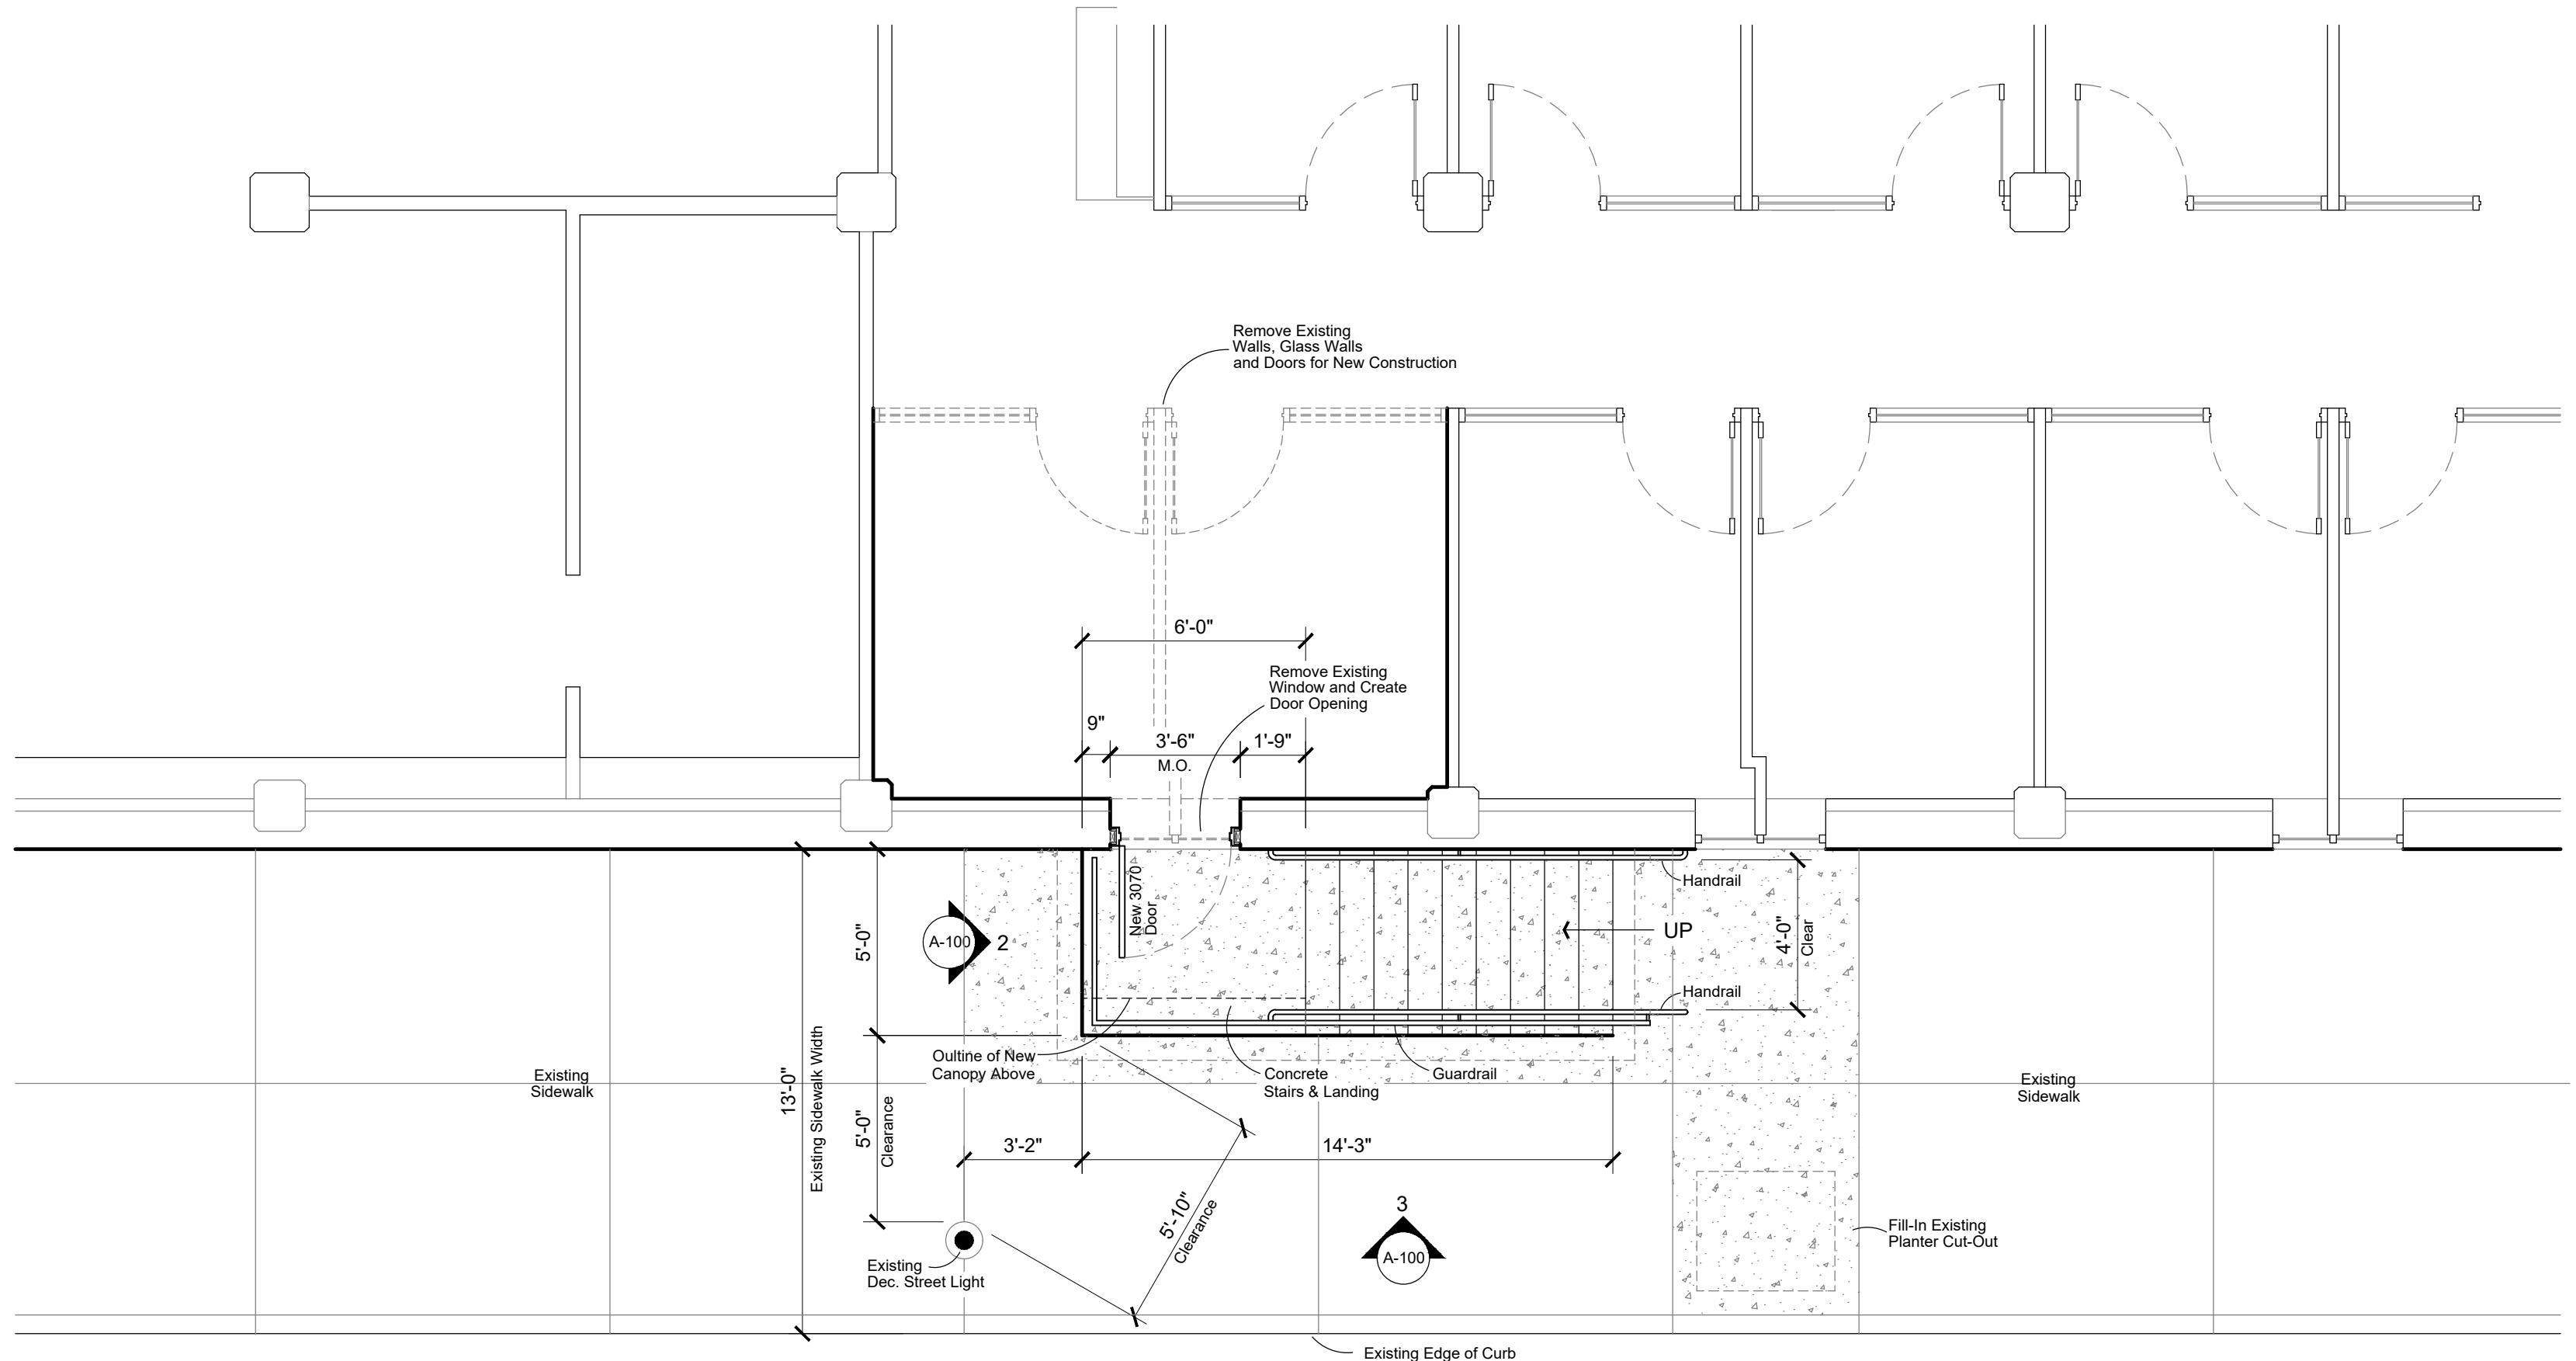 Remove Existing
Walls, Glass Walls
and Doors for New Construction
6'-0"
Remove Existing
Window and Create
Door Opening
9"
3'-6"
M.O.
1'-9"
New 3070
Door
Handrail
UP
4'-0"
Clear
Handrail
A-100
2
5'-0"
13'-0"
Existing Sidewalk Width
5'-0"
Clearance
Existing
Sidewalk
Oultine of New
Canopy Above
Concrete
Stairs & Landing
Guardrail
Existing
Sidewalk
3'-2"
14'-3"
5'-10"
Clearance
3
A-100
Existing
Dec. Street Light
Fill-In Existing
Planter Cut-Out
Existing Edge of Curb